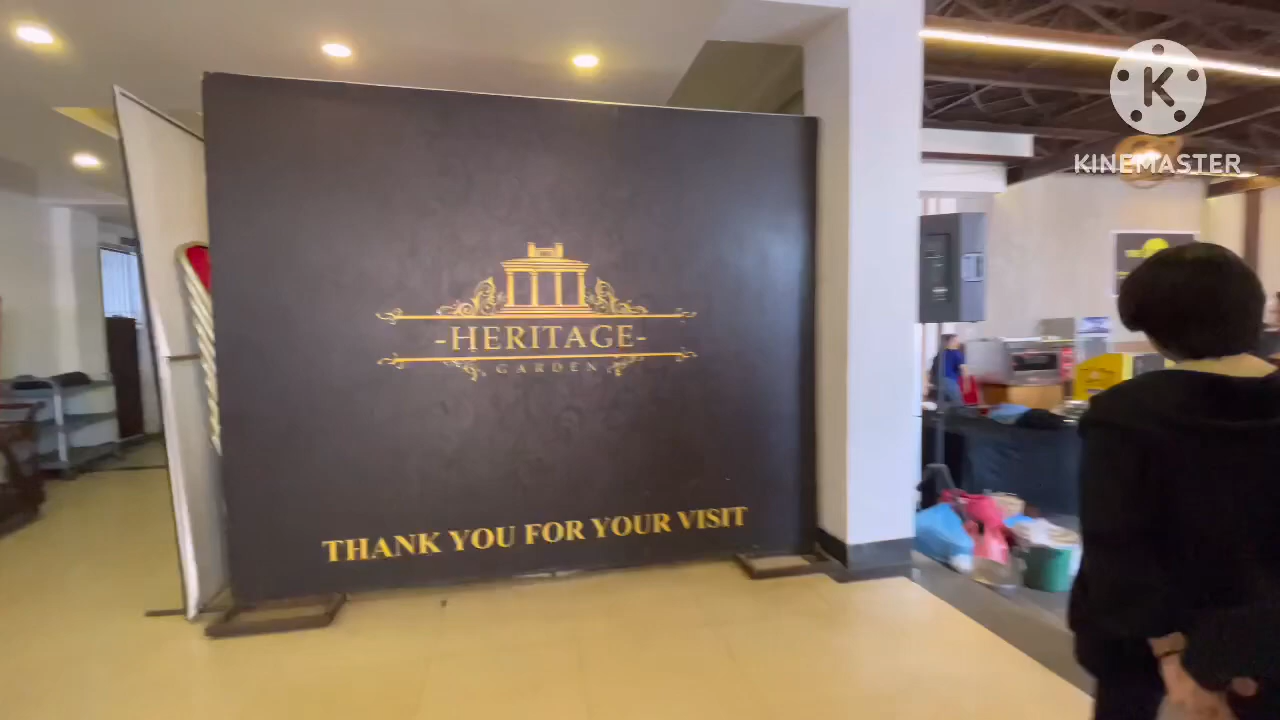 -HERITAGE-
GARDEN
THANK YOU FOR YOUR VISIT
K
KINEMASTER